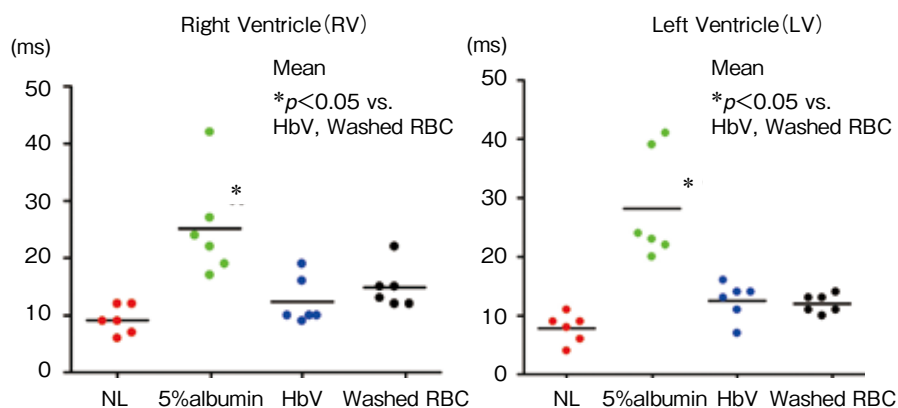 Right Ventricle(RV)
(ms)
Mean
*p<0.05 vs.
HbV, Washed RBC
50
40
30
20
10
0
*
NL 5%albumin HbV Washed RBC
Left Ventricle(LV)
(ms)
Mean
*p<0.05 vs.
HbV, Washed RBC
50
40
30
20
10
0
*
NL 5%albumin HbV Washed RBC